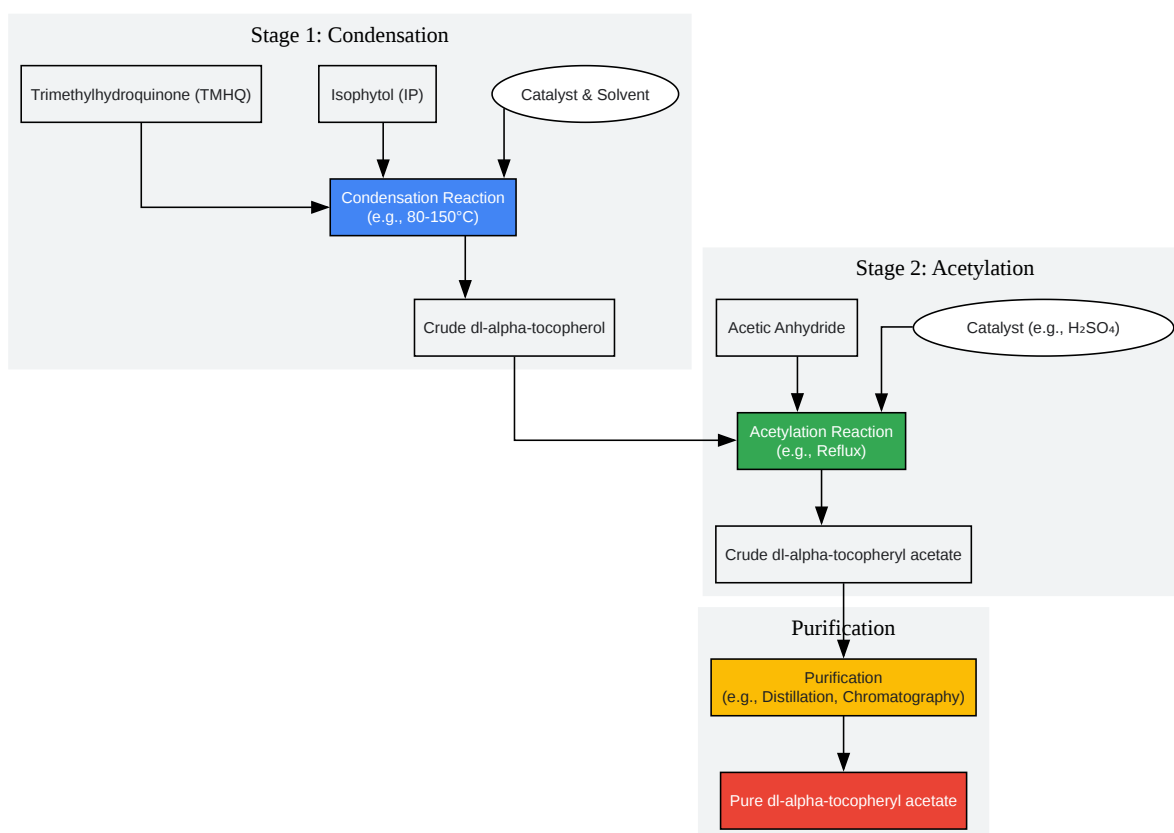 Stage 1: Condensation
Trimethylhydroquinone (TMHQ)
Isophytol (IP)
Catalyst & Solvent
Condensation Reaction
(e.g., 80-150°C)
Crude dl-alpha-tocopherol
Stage 2: Acetylation
Acetic Anhydride
Catalyst (e.g., H₂SO₄)
Acetylation Reaction
(e.g., Reflux)
Crude dl-alpha-tocopheryl acetate
Purification
Purification
(e.g., Distillation, Chromatography)
Pure dl-alpha-tocopheryl acetate